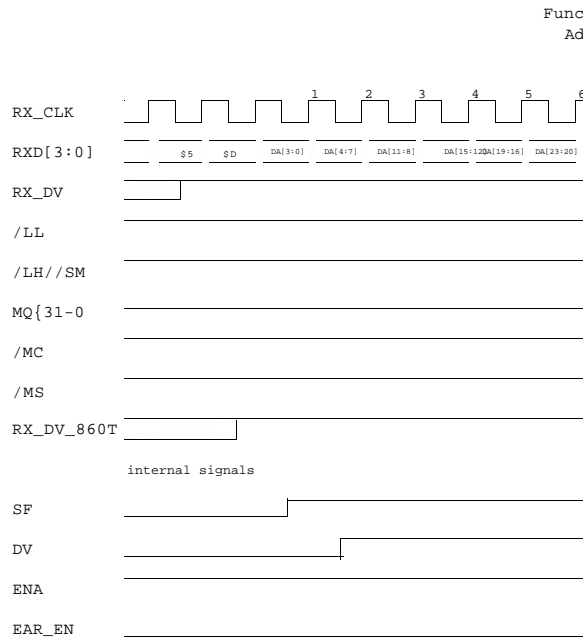 Func
Ad
1 2 3 4 5 6
RX_CLK
RXD[3:0] $5 $D DA[3:0] DA[4:7] DA[11:8] DA[15:12] DA[19:16] DA[23:20]
RX_DV
/LL
/LH//SM
MQ{31-0
/MC
/MS
RX_DV_860T
internal signals
SF
DV
ENA
EAR_EN